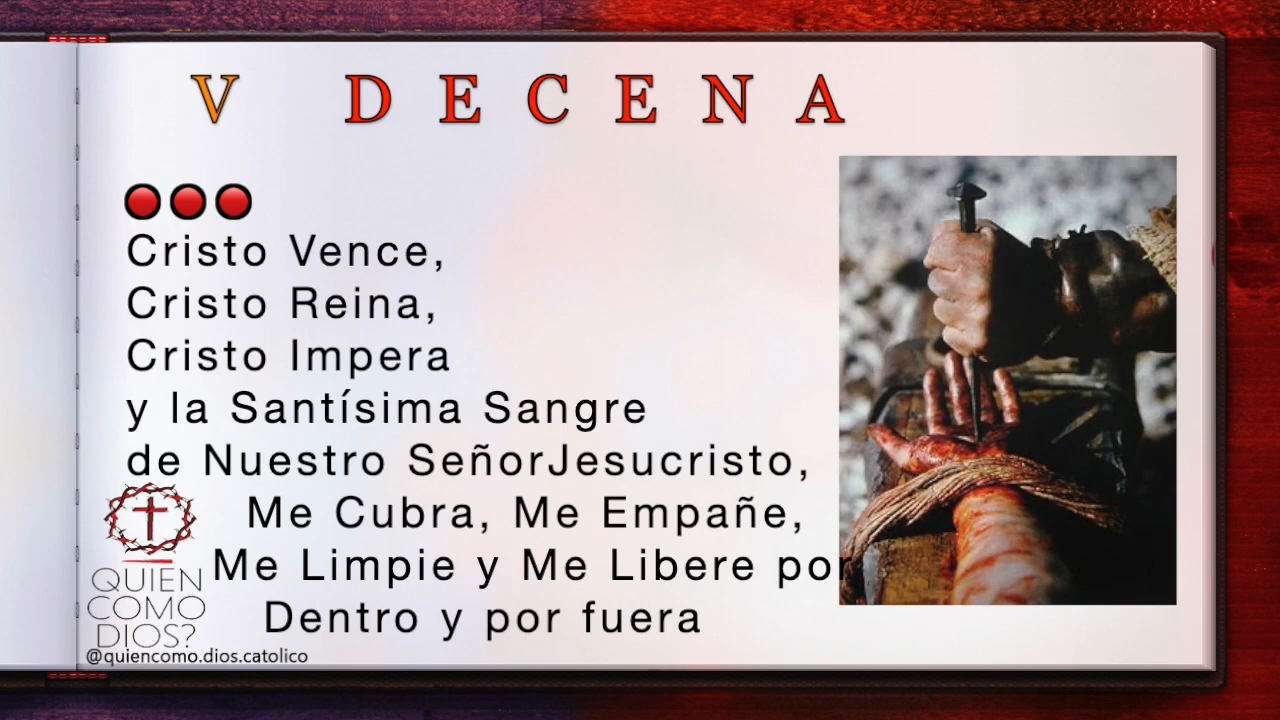 V DECENA
Cristo Vence,
Cristo Reina,
Cristo Impera
y la Santísima Sangre
de Nuestro SeñorJesucristo,
Me Cubra, Me Empañe,
Me Limpie y Me Libere por
Dentro y por fuera
QUIEN
COMO
DIOS?
@quiencomo.dios.catolico